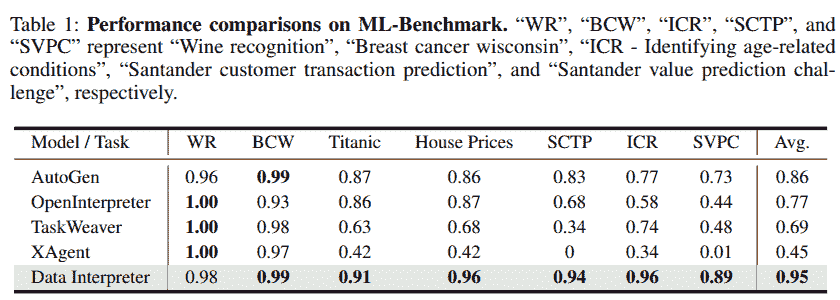 Table 1: Performance comparisons on ML-Benchmark. “WR”, “BCW”, “ICR”, “SCTP”, and
“SVPC” represent “Wine recognition”, “Breast cancer wisconsin”, “ICR - Identifying age-related
conditions”, “Santander customer transaction prediction”, and “Santander value prediction chal-
lenge”, respectively.
Model / Task WR BCW Titanic House Prices SCTP ICR SVPC Avg.
AutoGen 0.96 0.99 0.87 0.86 0.83 0.77 0.73 0.86
OpenInterpreter 1.00 0.93 0.86 0.87 0.68 0.58 0.44 0.77
TaskWeaver 1.00 0.98 0.63 0.68 0.34 0.74 0.48 0.69
XAgent 1.00 0.97 0.42 0.42 0 0.34 0.01 0.45
Data Interpreter 0.98 0.99 0.91 0.96 0.94 0.96 0.89 0.95